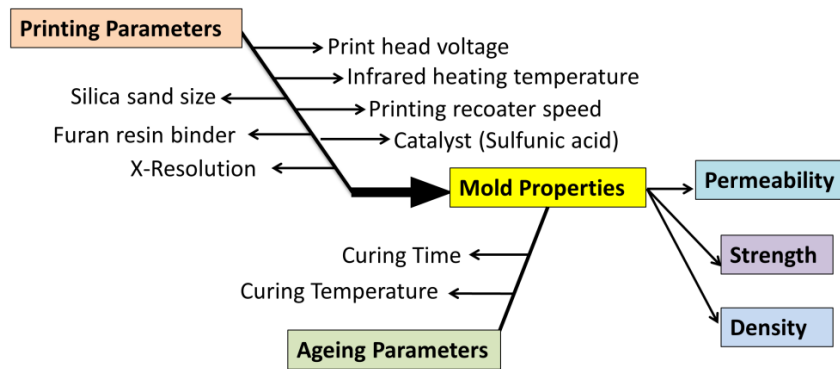 Printing Parameters
Print head voltage
Infrared heating temperature
Silica sand size
Printing recoater speed
Furan resin binder
Catalyst (Sulfunic acid)
X-Resolution
Mold Properties
Permeability
Curing Time
Strength
Curing Temperature
Density
Ageing Parameters